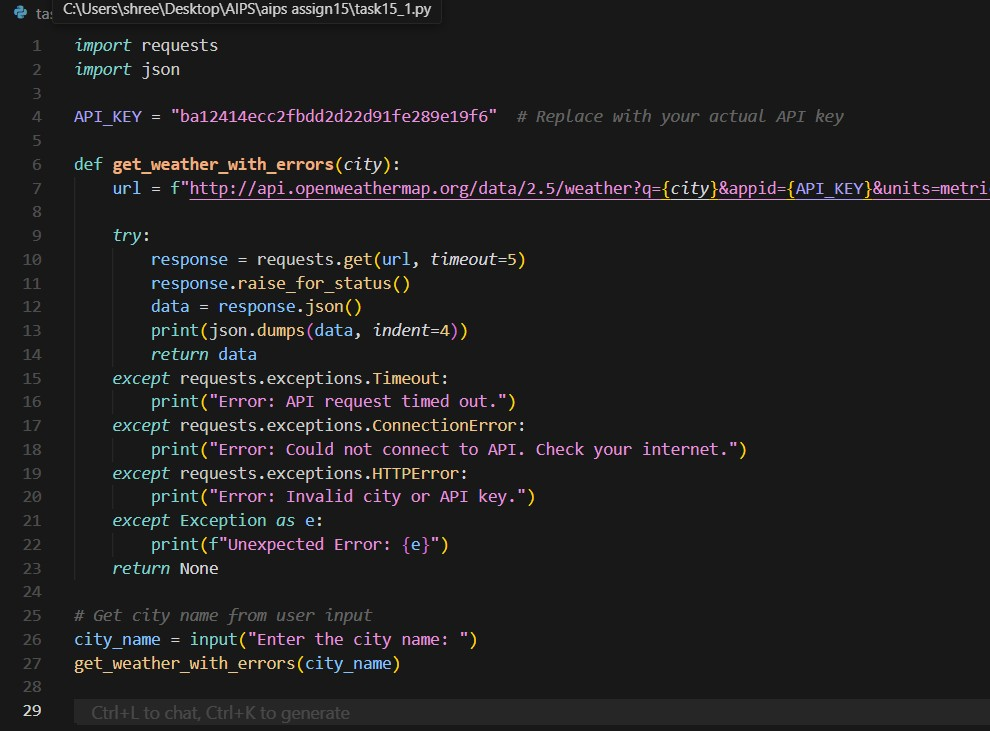 C:\Users\shree\Desktop\AIPS\aips assign15\task15_1.py
1 import requests
2 import json
3
4 API_KEY = "ba12414ecc2fbdd2d22d91fe289e19f6"  # Replace with your actual API key
5
6 def get_weather_with_errors(city):
7     url = f"http://api.openweathermap.org/data/2.5/weather?q={city}&appid={API_KEY}&units=metri
8
9     try:
10         response = requests.get(url, timeout=5)
11         response.raise_for_status()
12         data = response.json()
13         print(json.dumps(data, indent=4))
14         return data
15     except requests.exceptions.Timeout:
16         print("Error: API request timed out.")
17     except requests.exceptions.ConnectionError:
18         print("Error: Could not connect to API. Check your internet.")
19     except requests.exceptions.HTTPError:
20         print("Error: Invalid city or API key.")
21     except Exception as e:
22         print(f"Unexpected Error: {e}")
23     return None
24
25 # Get city name from user input
26 city_name = input("Enter the city name: ")
27 get_weather_with_errors(city_name)
28
29 Ctrl+L to chat, Ctrl+K to generate